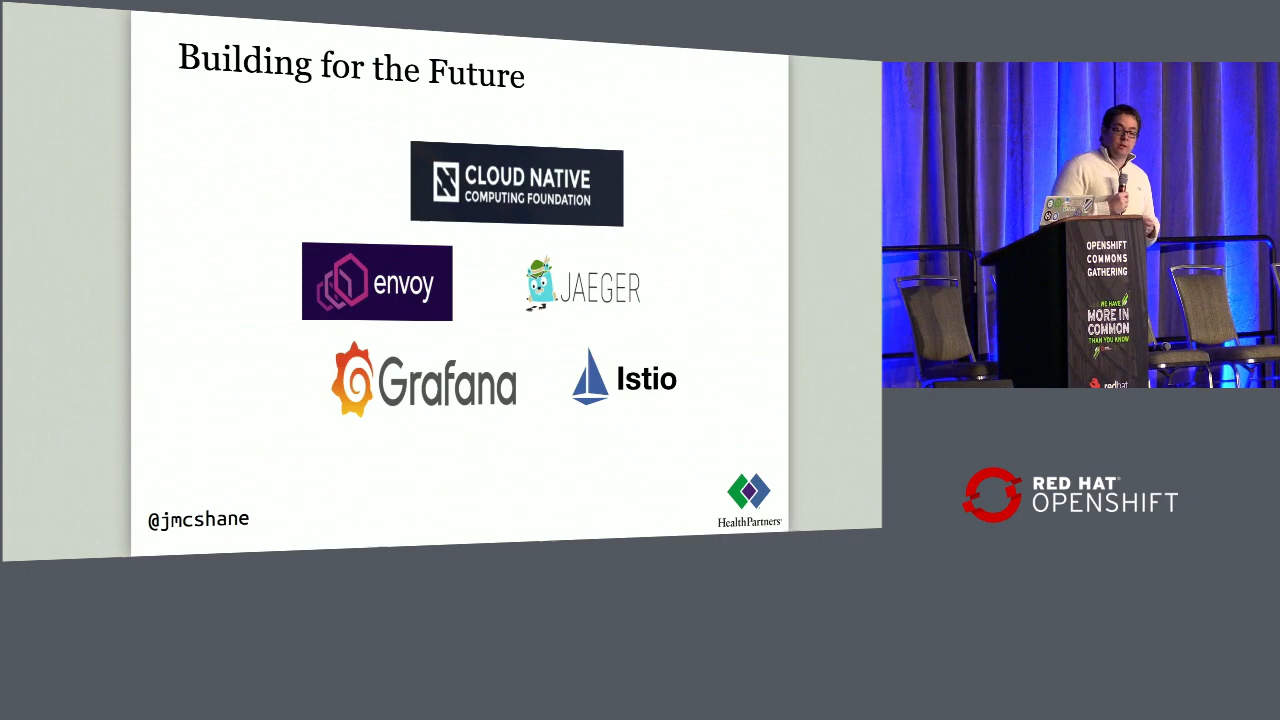 Building for the Future
CLOUD NATIVE
COMPUTING FOUNDATION
envoy
JAEGER
Grafana
Istio
@jmcshane
HealthPartners
OPENSHIFT
COMMONS
GATHERING
WE HAVE
MORE IN
COMMON
THAN YOU KNOW
redhat
RED HAT
OPENSHIFT